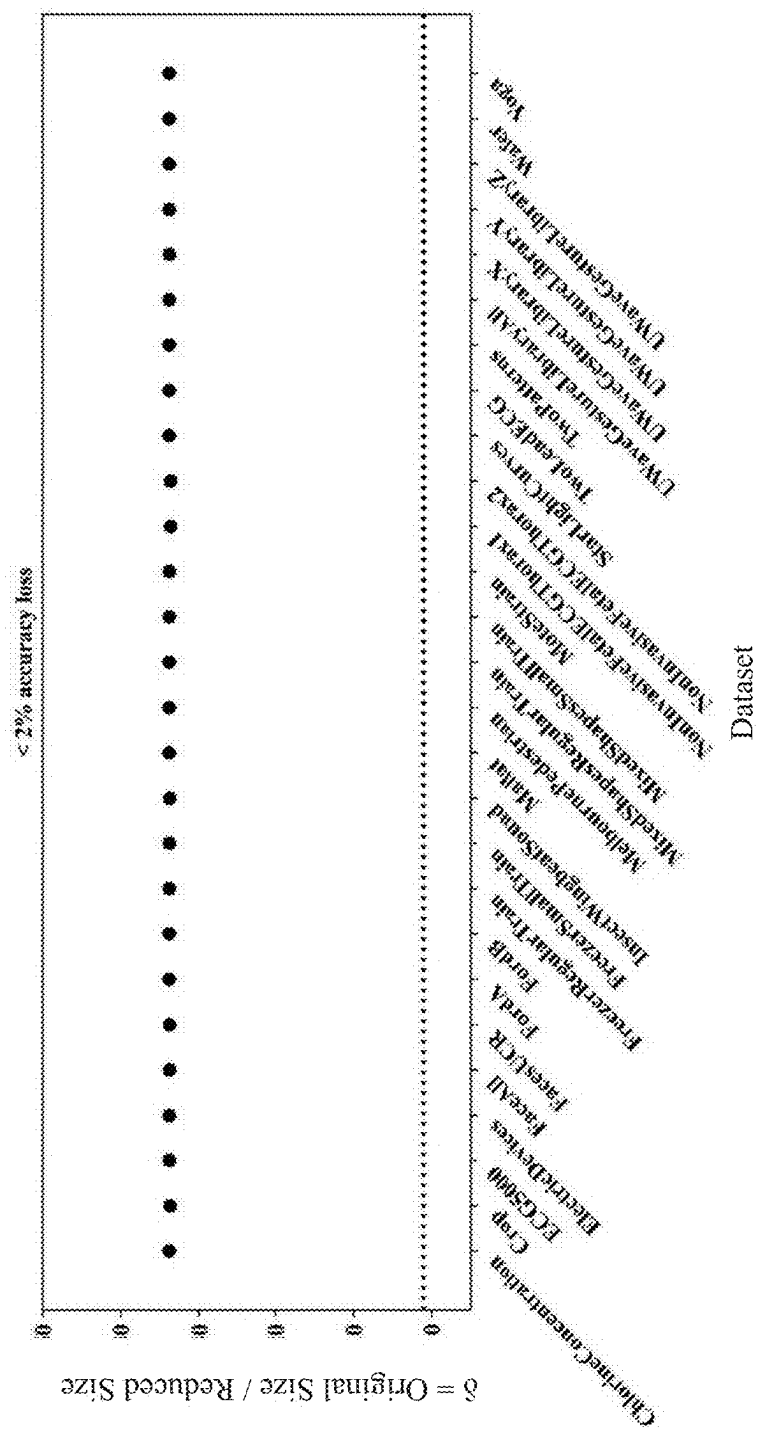 < 2% accuracy loss
δ = Original Size / Reduced Size
0
ChlorineConcentration
Crop
ECG5000
ElectricDevices
FaceAll
FacesUCR
FordA
FordB
FreezerRegularTrain
FreezerSmallTrain
InsectWingbeatSound
Mallat
MelbournePedestrian
MixedShapesRegularTrain
MixedShapesSmallTrain
MoteStrain
NonInvasiveFetalECGThorax1
NonInvasiveFetalECGThorax2
StarLightCurves
TwoLeadECG
TwoPatterns
UWaveGestureLibraryAll
UWaveGestureLibraryX
UWaveGestureLibraryY
UWaveGestureLibraryZ
Wafer
Yoga
Dataset